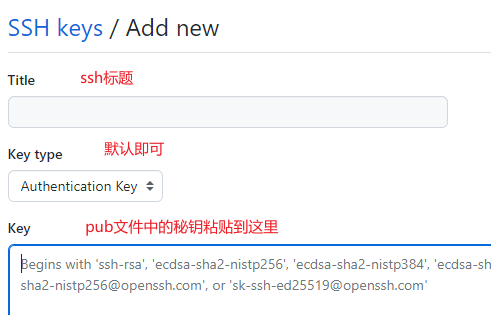 SSH keys / Add new
Title ssh标题
Key type 默认即可
Authentication Key
Key pub文件中的秘钥粘贴到这里
Begins with 'ssh-rsa', 'ecdsa-sha2-nistp256', 'ecdsa-sha2-nistp384', 'ecdsa-sh
sha2-nistp256@openssh.com', or 'sk-ssh-ed25519@openssh.com'